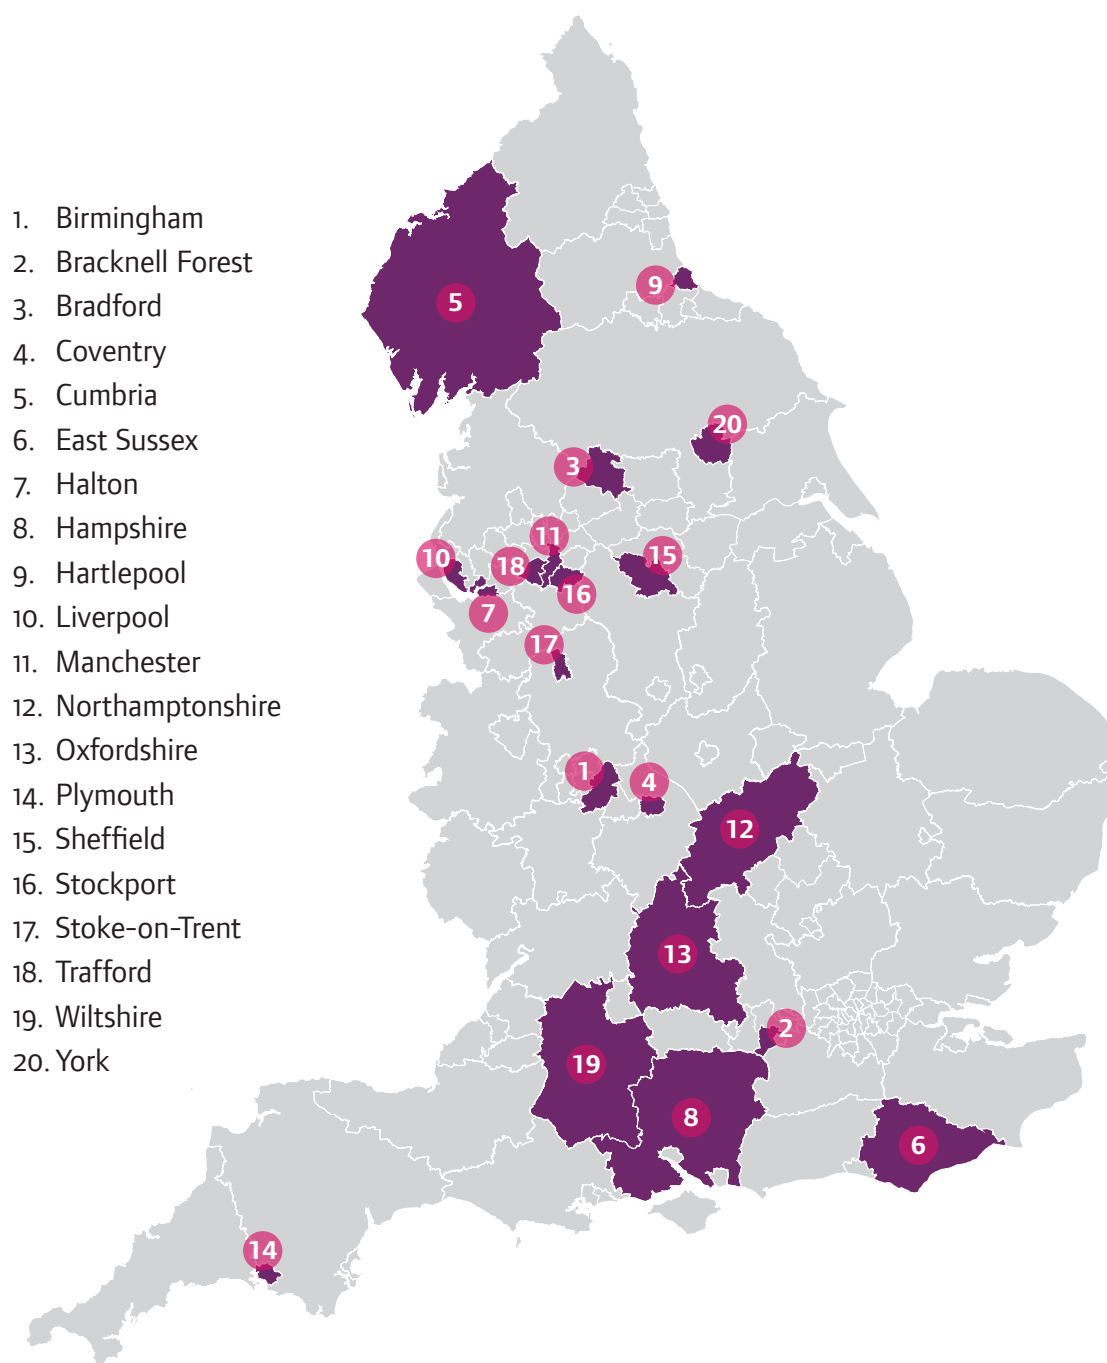 1. Birmingham
2. Bracknell Forest
3. Bradford
4. Coventry
5. Cumbria
6. East Sussex
7. Halton
8. Hampshire
9. Hartlepool
10. Liverpool
11. Manchester
12. Northamptonshire
13. Oxfordshire
14. Plymouth
15. Sheffield
16. Stockport
17. Stoke-on-Trent
18. Trafford
19. Wiltshire
20. York
5
9
20
3
11
10
18
15
16
7
17
1
4
12
13
2
19
8
6
14